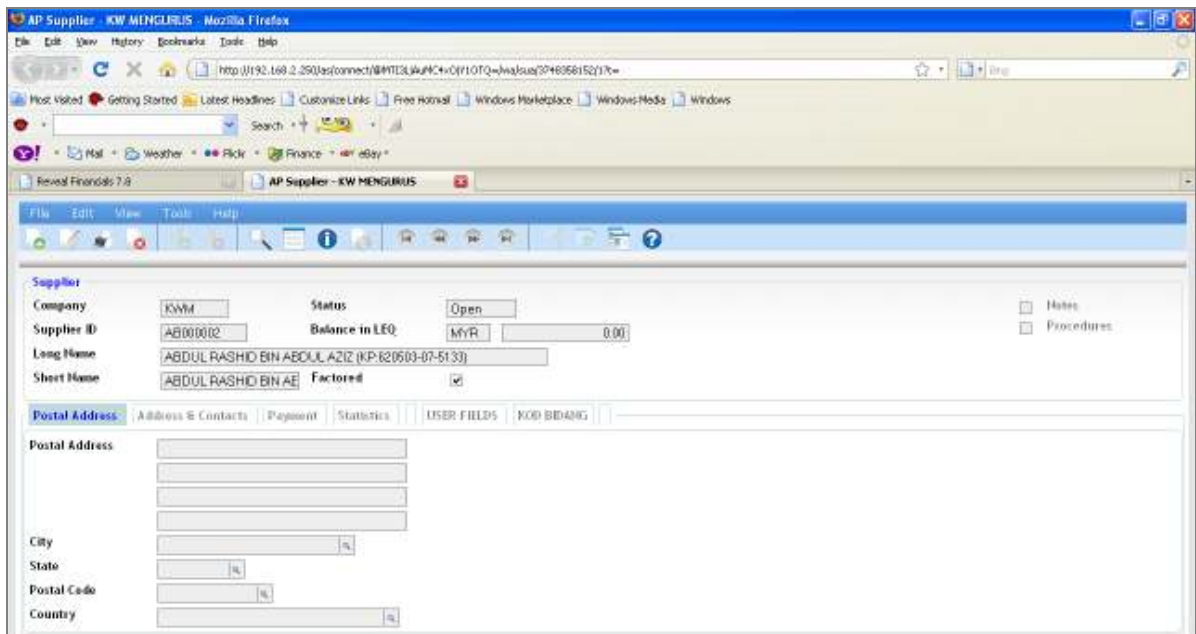 AP Supplier - KW MENGURUS - Mozilla Firefox
File Edit View History Bookmarks Tools Help
Most Visited Getting Started Latest Headlines Customize Links Free Hotmail Windows Marketplace Windows Media Windows
Search
Y! Mail Weather Flickr Finance eBay
Reveal Financials 7.8 AP Supplier - KW MENGURUS
File Edit View Tools Help
Supplier
Company KWM Status Open Notes
Supplier ID AB000002 Balance in LEQ MYR 0.00 Procedures
Long Name ABDUL RASHID BIN ABDUL AZIZ (KP:620503-07-5133)
Short Name ABDUL RASHID BIN AE Factored
Postal Address Address & Contacts Payment Statistics USER FIELDS KOD BIDANG
Postal Address
City
State
Postal Code
Country